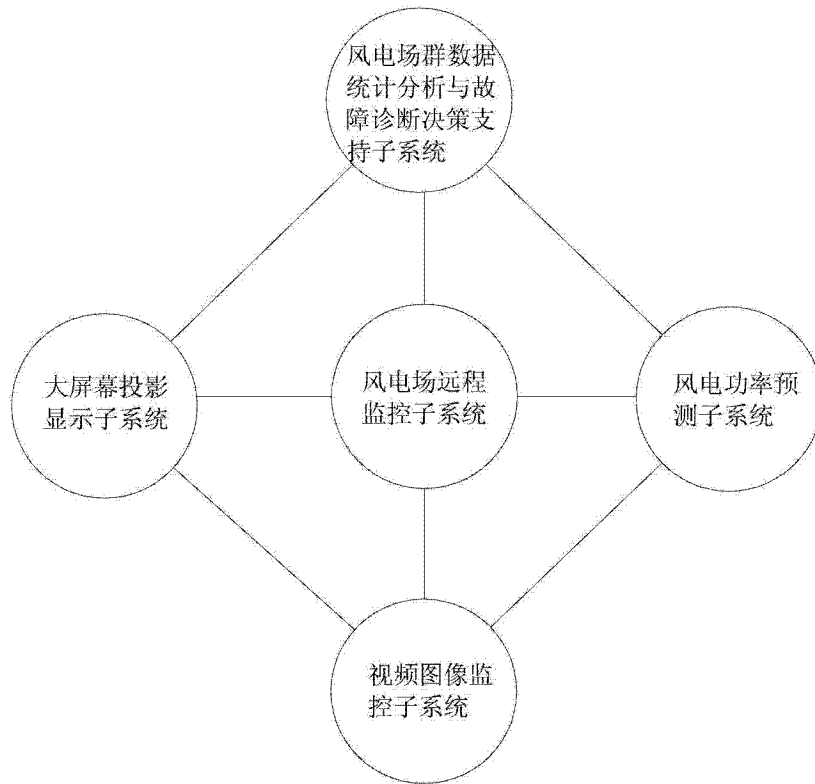 风电场群数据
统计分析与故
障诊断决策支
持子系统
大屏幕投影
显示子系统
风电场远程
监控子系统
风电功率预
测子系统
视频图像监
控子系统